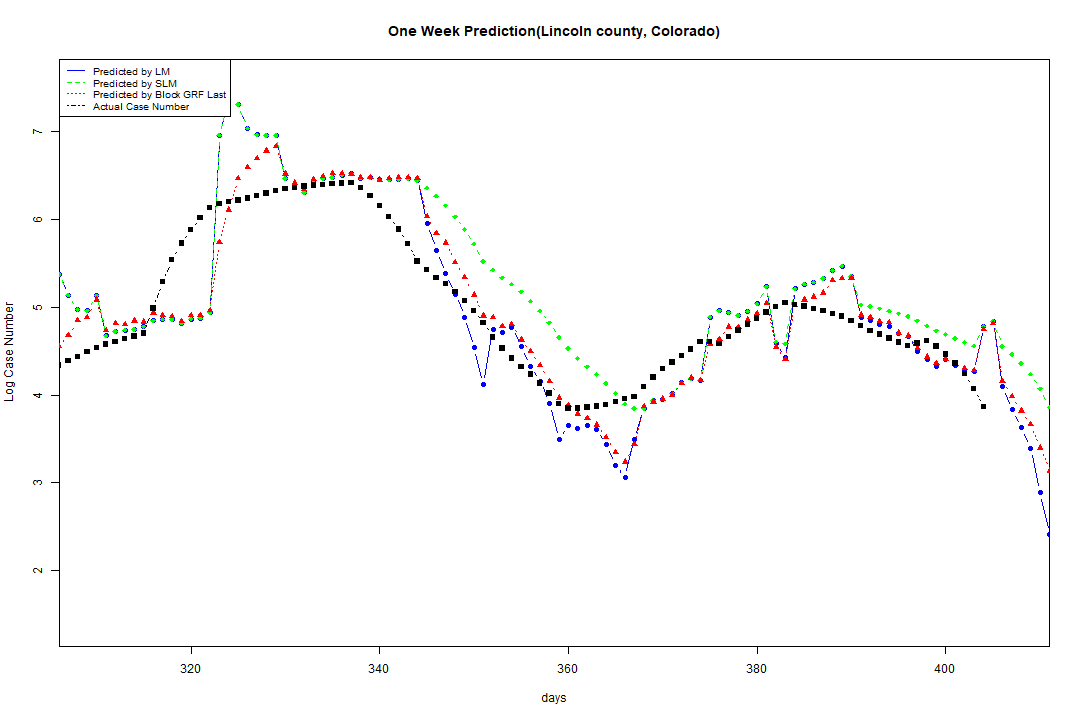 One Week Prediction(Lincoln county, Colorado)
Predicted by LM
Predicted by SLM
Predicted by Block GRF Last
Actual Case Number
7
6
5
4
3
2
Log Case Number
320 340 360 380 400
days